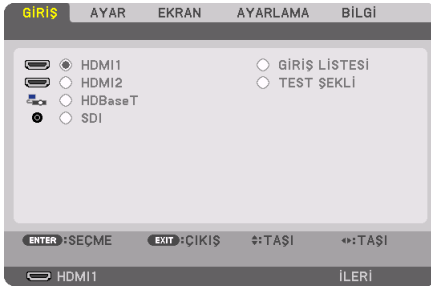 GİRİŞ AYAR EKRAN AYARLAMA BİLGİ
HDMI1 GİRİŞ LİSTESİ
HDMI2 TEST ŞEKLİ
HDBaseT
SDI
ENTER:SEÇME EXIT:ÇIKIŞ :TAŞI :TAŞI
HDMI1 İLERİ